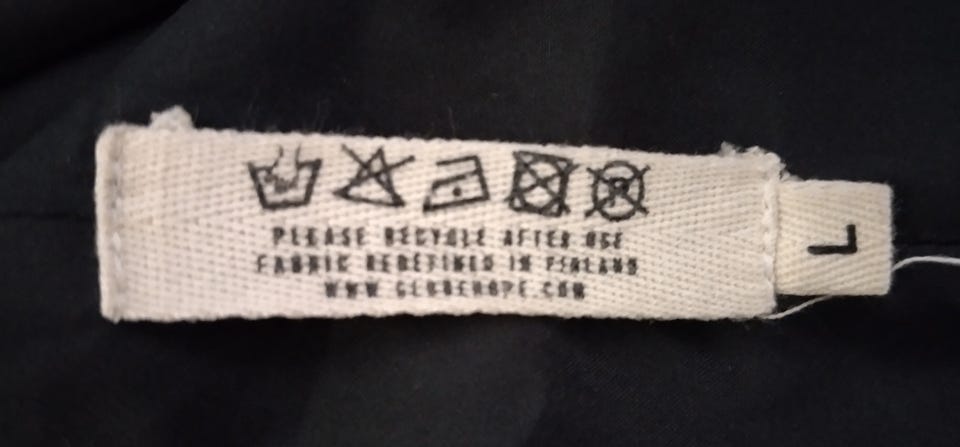 PLEASE RECYCLE AFTER USE
FABRIC REDEFINED IN FINLAND
WWW.GLOBEHOPE.COM
L